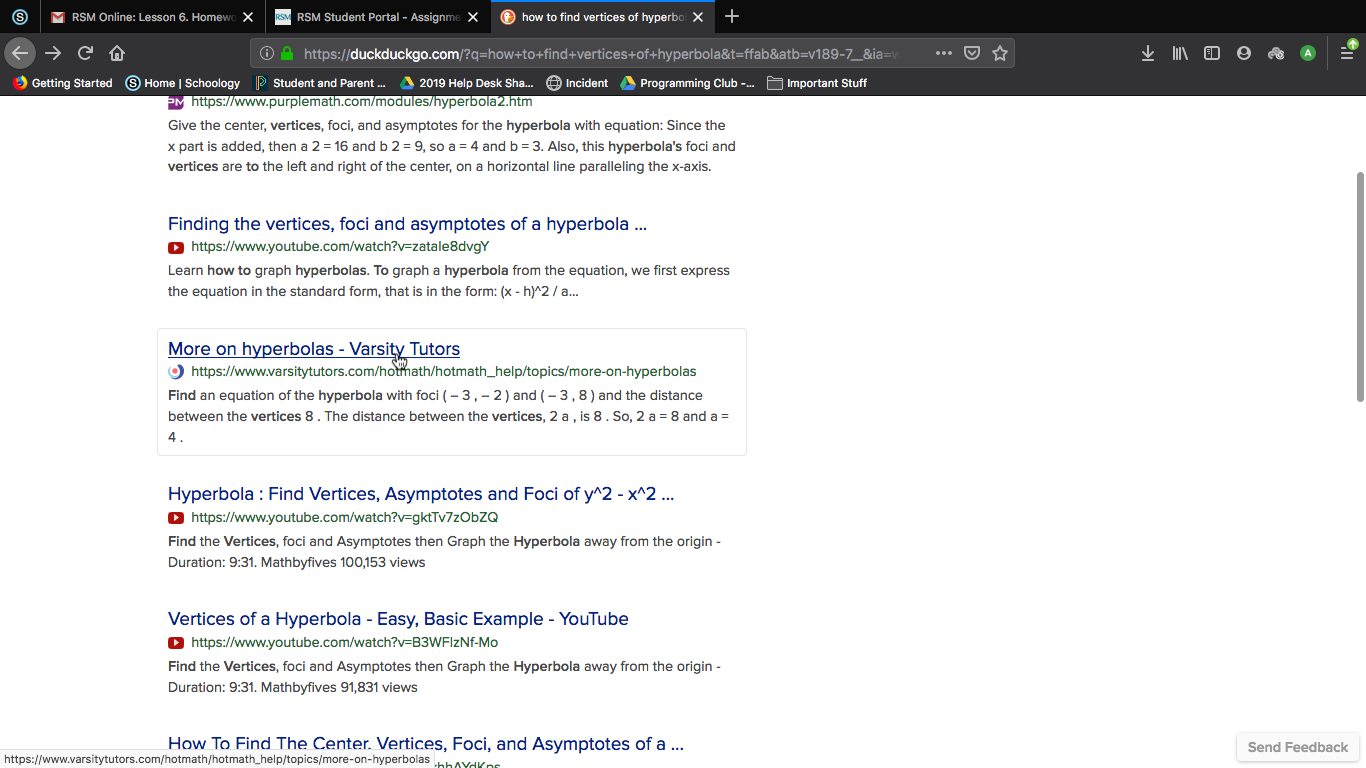 RSM Online: Lesson 6. Homewo
RSM Student Portal - Assignme
how to find vertices of hyperbol
https://duckduckgo.com/?q=how+to+find+vertices+of+hyperbola&t=ffab&atb=v189-7__&ia=w
A
Getting Started
Home | Schoology
Student and Parent ...
2019 Help Desk Sha...
Incident
Programming Club -...
Important Stuff
PM https://www.purplemath.com/modules/hyperbola2.htm
Give the center, vertices, foci, and asymptotes for the hyperbola with equation: Since the
x part is added, then a 2 = 16 and b 2 = 9, so a = 4 and b = 3. Also, this hyperbola's foci and
vertices are to the left and right of the center, on a horizontal line paralleling the x-axis.
Finding the vertices, foci and asymptotes of a hyperbola ...
https://www.youtube.com/watch?v=zatale8dvgY
Learn how to graph hyperbolas. To graph a hyperbola from the equation, we first express
the equation in the standard form, that is in the form: (x - h)^2 / a...
More on hyperbolas - Varsity Tutors
https://www.varsitytutors.com/hotmath/hotmath_help/topics/more-on-hyperbolas
Find an equation of the hyperbola with foci ( – 3 , – 2 ) and ( – 3 , 8 ) and the distance
between the vertices 8 . The distance between the vertices, 2 a , is 8 . So, 2 a = 8 and a =
4 .
Hyperbola : Find Vertices, Asymptotes and Foci of y^2 - x^2 ...
https://www.youtube.com/watch?v=gktTv7zObZQ
Find the Vertices, foci and Asymptotes then Graph the Hyperbola away from the origin -
Duration: 9:31. Mathbyfives 100,153 views
Vertices of a Hyperbola - Easy, Basic Example - YouTube
https://www.youtube.com/watch?v=B3WFlzNf-Mo
Find the Vertices, foci and Asymptotes then Graph the Hyperbola away from the origin -
Duration: 9:31. Mathbyfives 91,831 views
How To Find The Center, Vertices, Foci, and Asymptotes of a ...
https://www.varsitytutors.com/hotmath/hotmath_help/topics/more-on-hyperbolas
Send Feedback